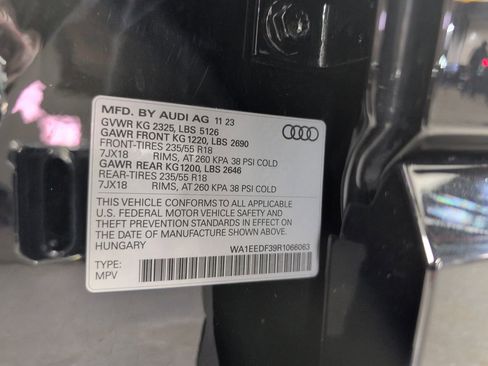 MFD. BY AUDI AG 11 23
GVWR KG 2325, LBS 5126
GAWR FRONT KG 1220, LBS 2690
FRONT-TIRES 235/55 R18
7JX18 RIMS, AT 260 KPA 38 PSI COLD
GAWR REAR KG 1200, LBS 2646
REAR-TIRES 235/55 R18
7JX18 RIMS, AT 260 KPA 38 PSI COLD
THIS VEHICLE CONFORMS TO ALL APPLICABLE
U.S. FEDERAL MOTOR VEHICLE SAFETY AND
THEFT PREVENTION STANDARDS IN EFFECT ON
THE DATE OF MANUFACTURE SHOWN ABOVE.
HUNGARY WA1EEDF39R1066063
TYPE:
MPV